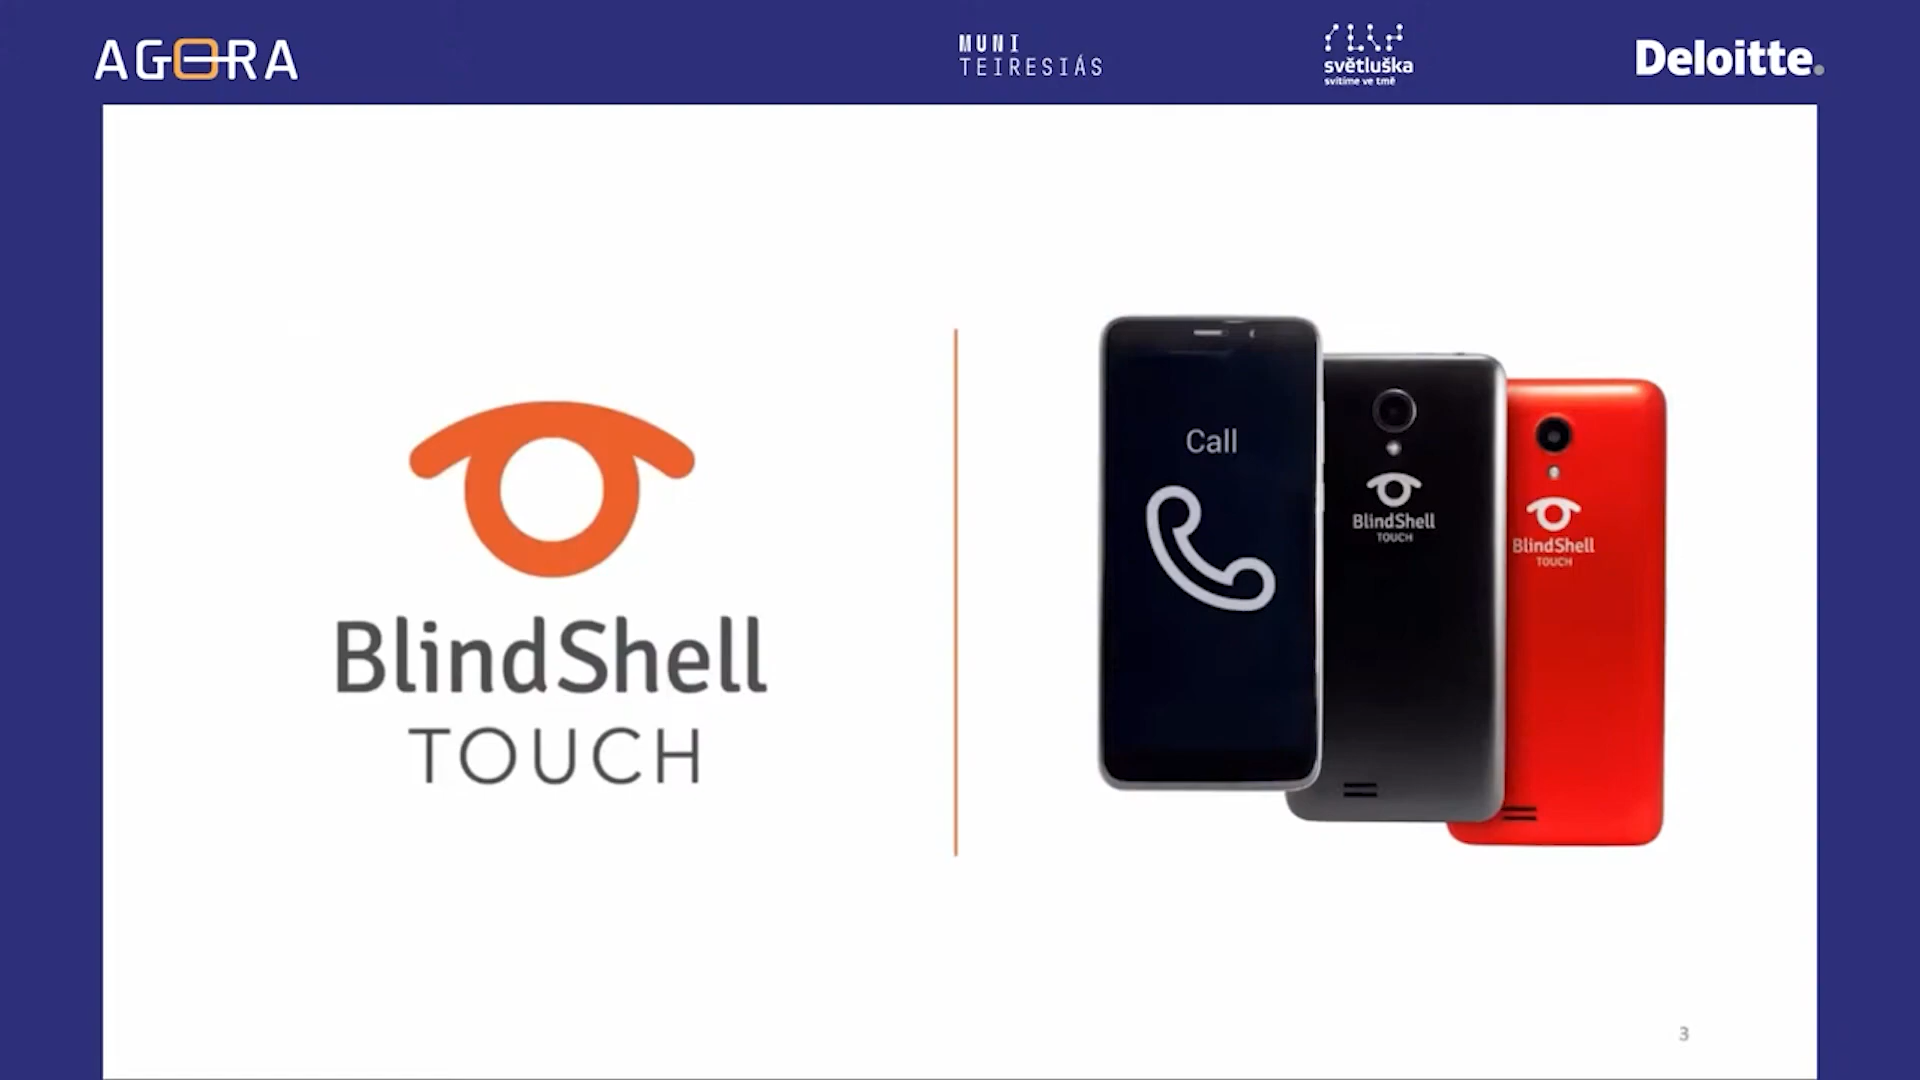 AGORA
MUNI
TEIRESIÁS
světluška
svítíme ve tmě
Deloitte.
BlindShell
TOUCH
Call
BlindShell
TOUCH
BlindShell
TOUCH
3